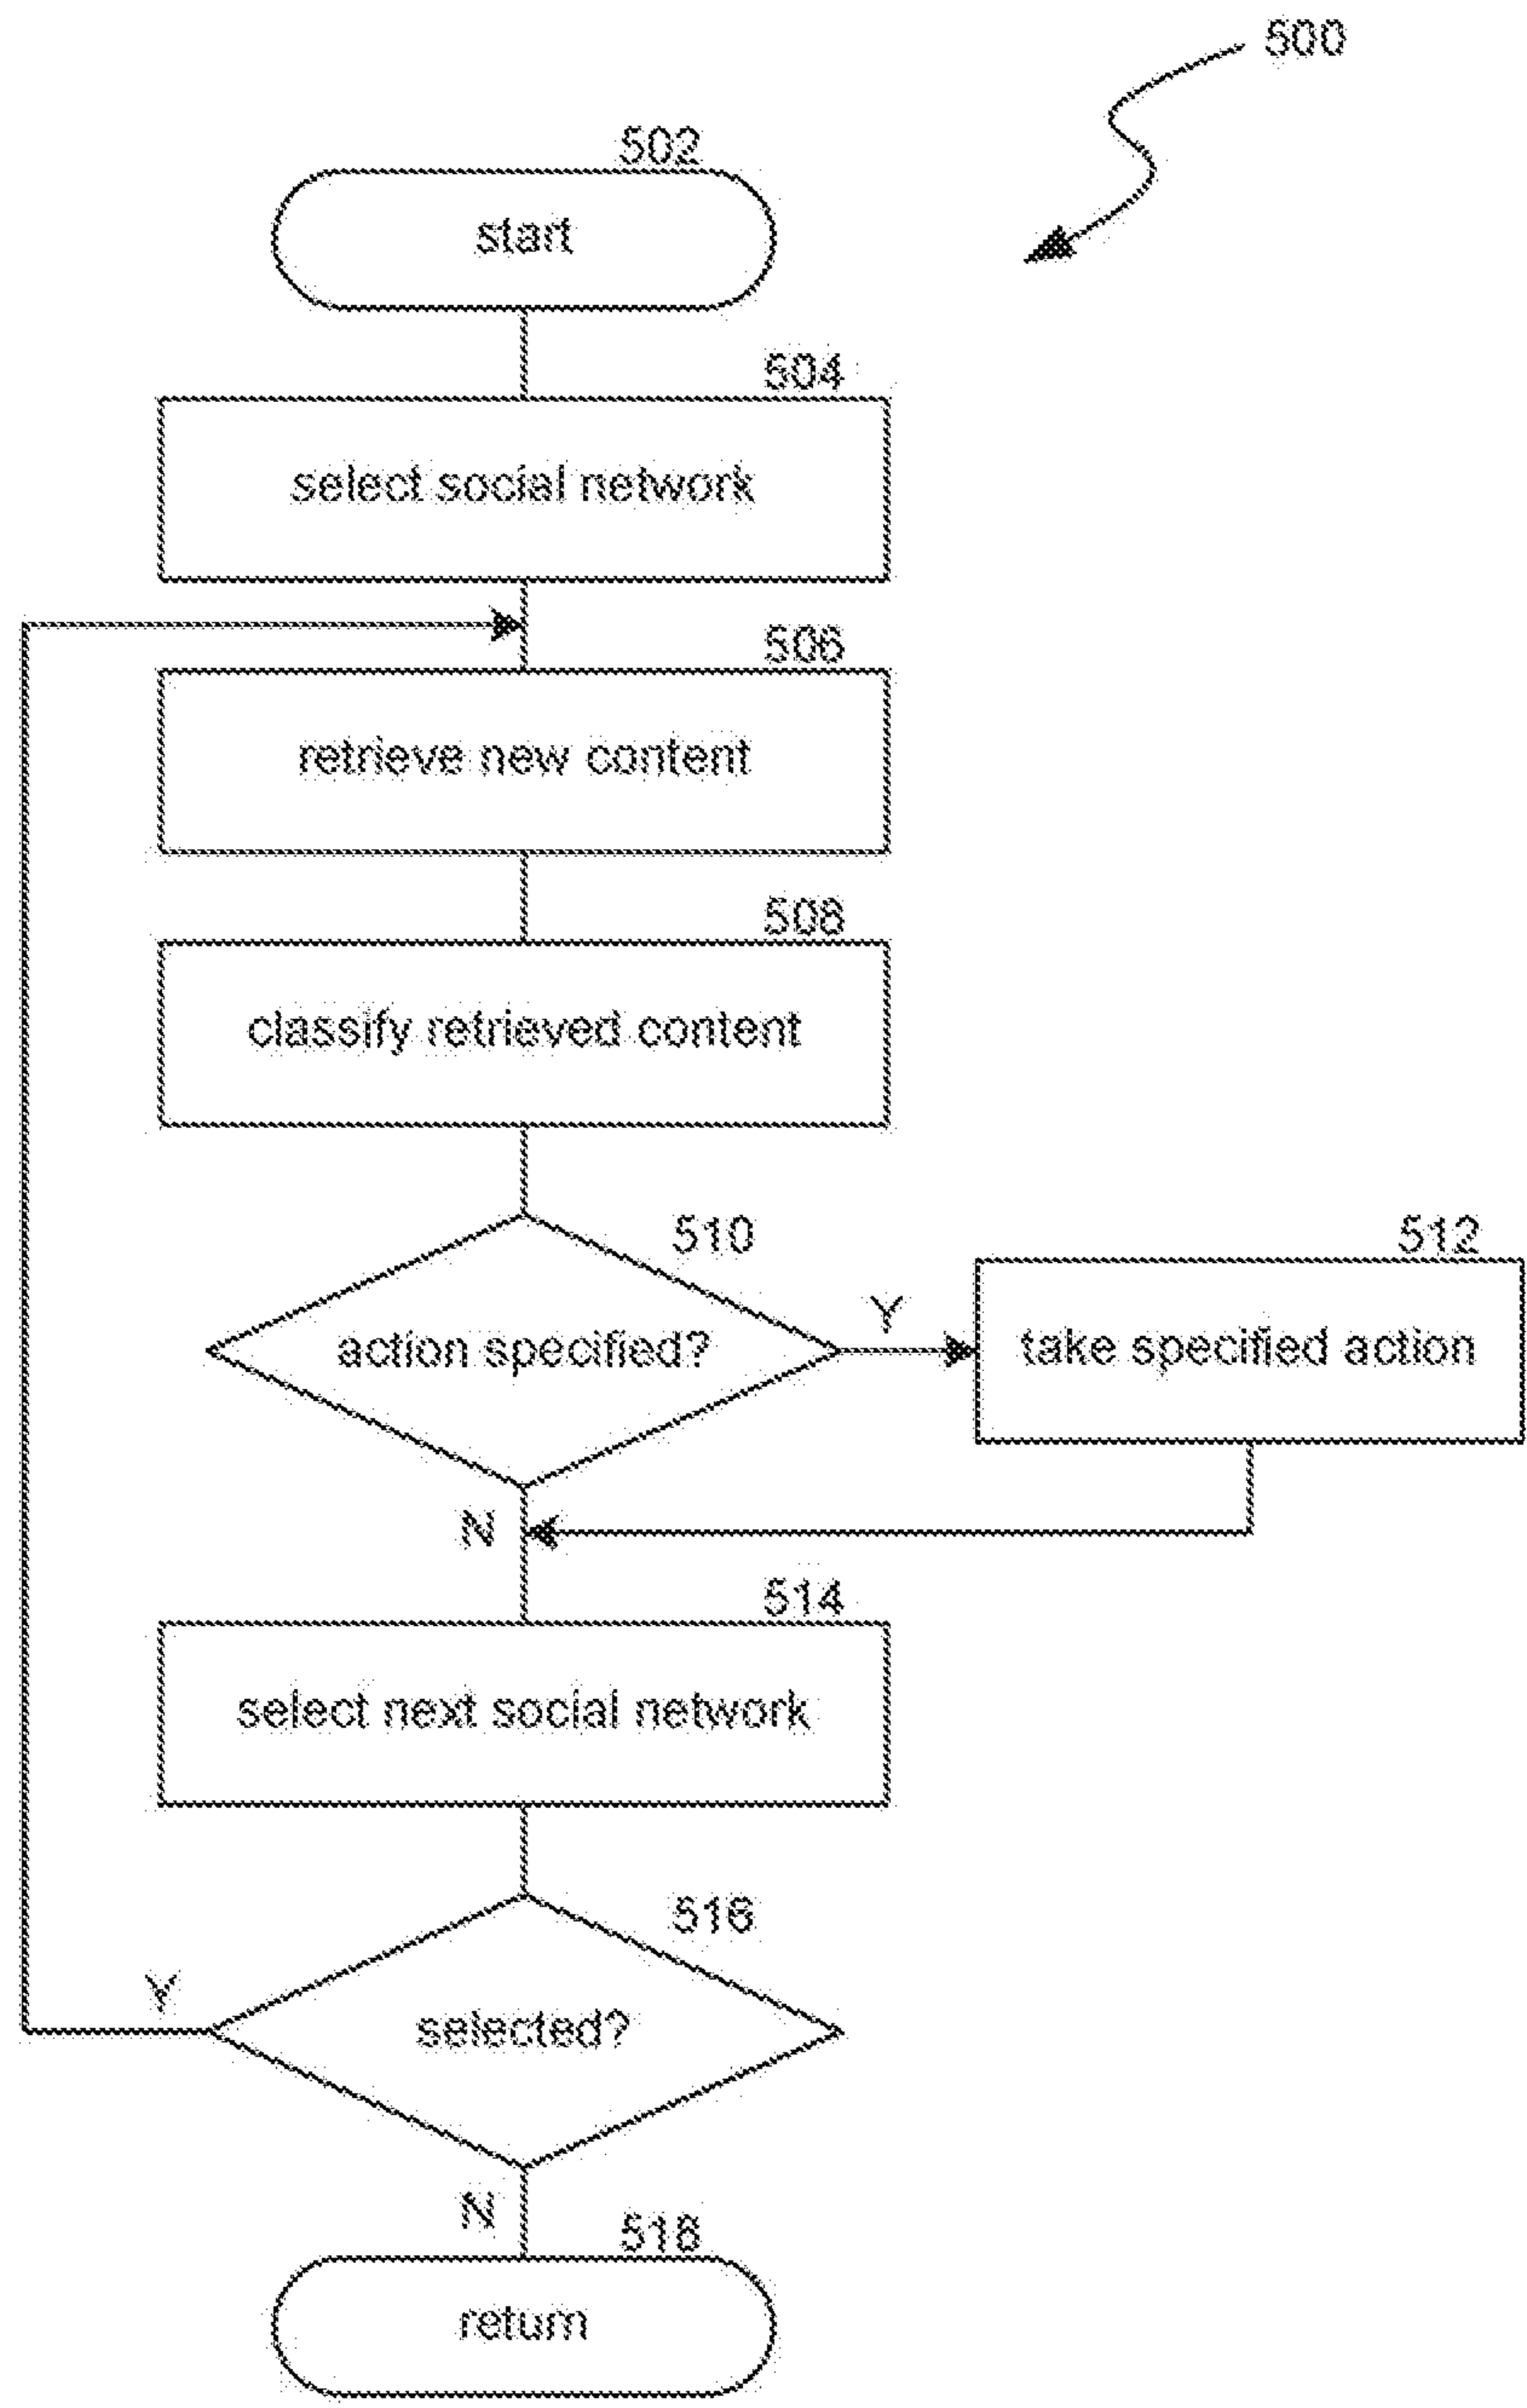 500
502
start
504
select social network
506
retrieve new content
508
classify retrieved content
510
action specified?
Y
512
take specified action
N
514
select next social network
516
selected?
Y
N
518
return